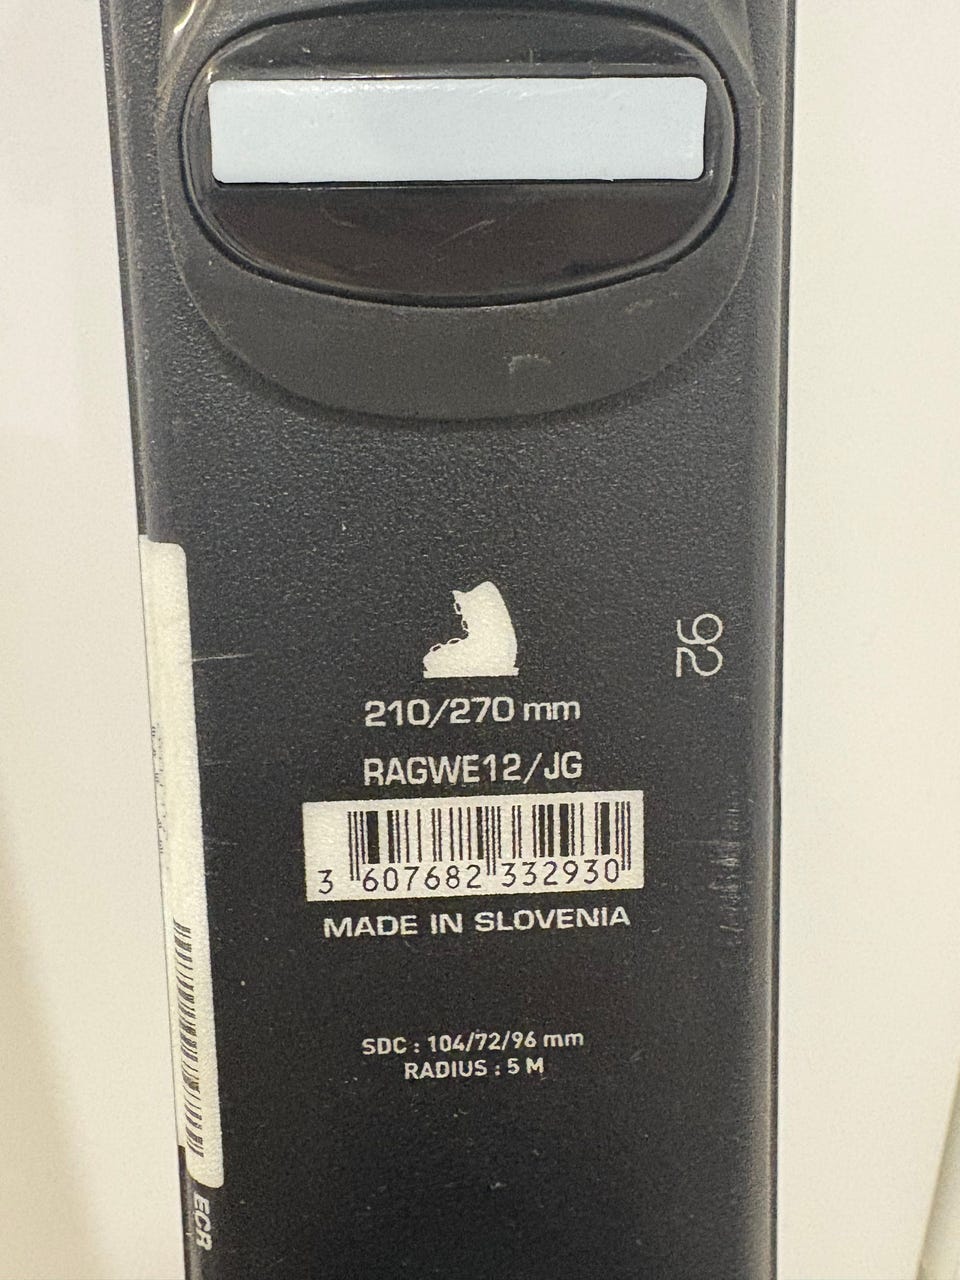 92
210/270 mm
RAGWE12/JG
3 607682 332930
MADE IN SLOVENIA
SDC : 104/72/96 mm
RADIUS : 5 M
ECR